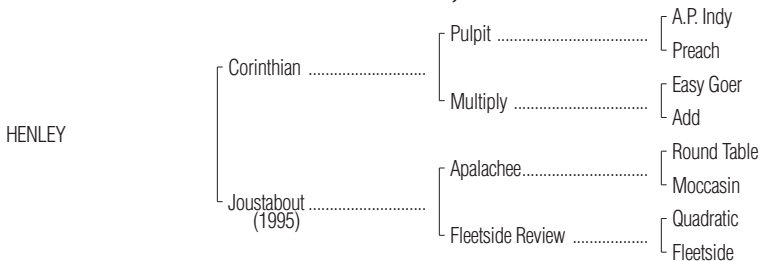 A.P. Indy
Pulpit ................................
Preach
Corinthian ..........................
Easy Goer
Multiply .............................
Add
HENLEY
Round Table
Apalachee...........................
Moccasin
Joustabout ..........................
(1995)
Quadratic
Fleetside Review ..................
Fleetside